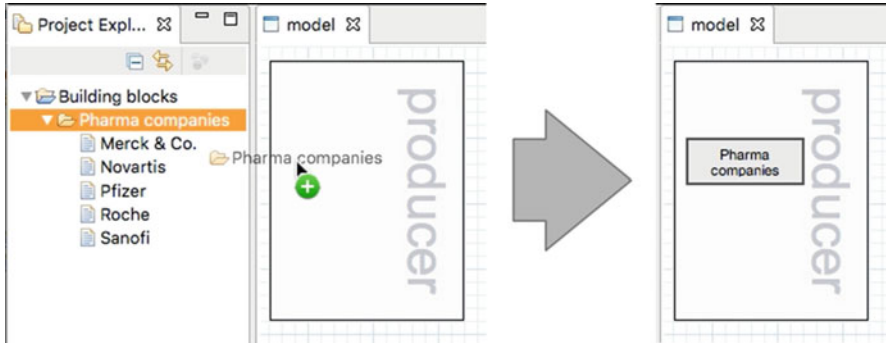 Project Expl...
model
Building blocks
Pharma companies
Merck & Co.
Novartis
Pfizer
Roche
Sanofi
Pharma companies
producer
model
Pharma
companies
producer